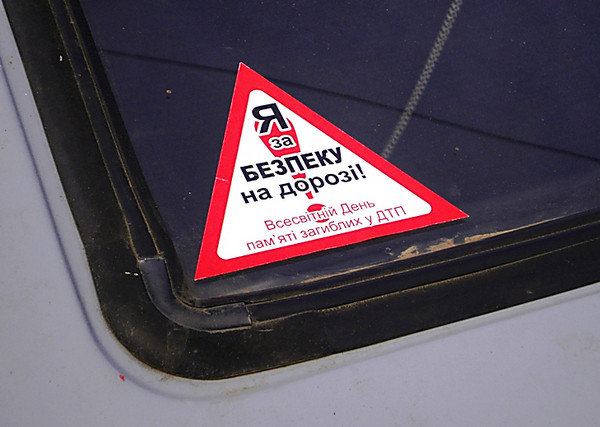 Я
за
БЕЗПЕКУ
на дорозі!
Всесвітній День
пам'яті загиблих у ДТП